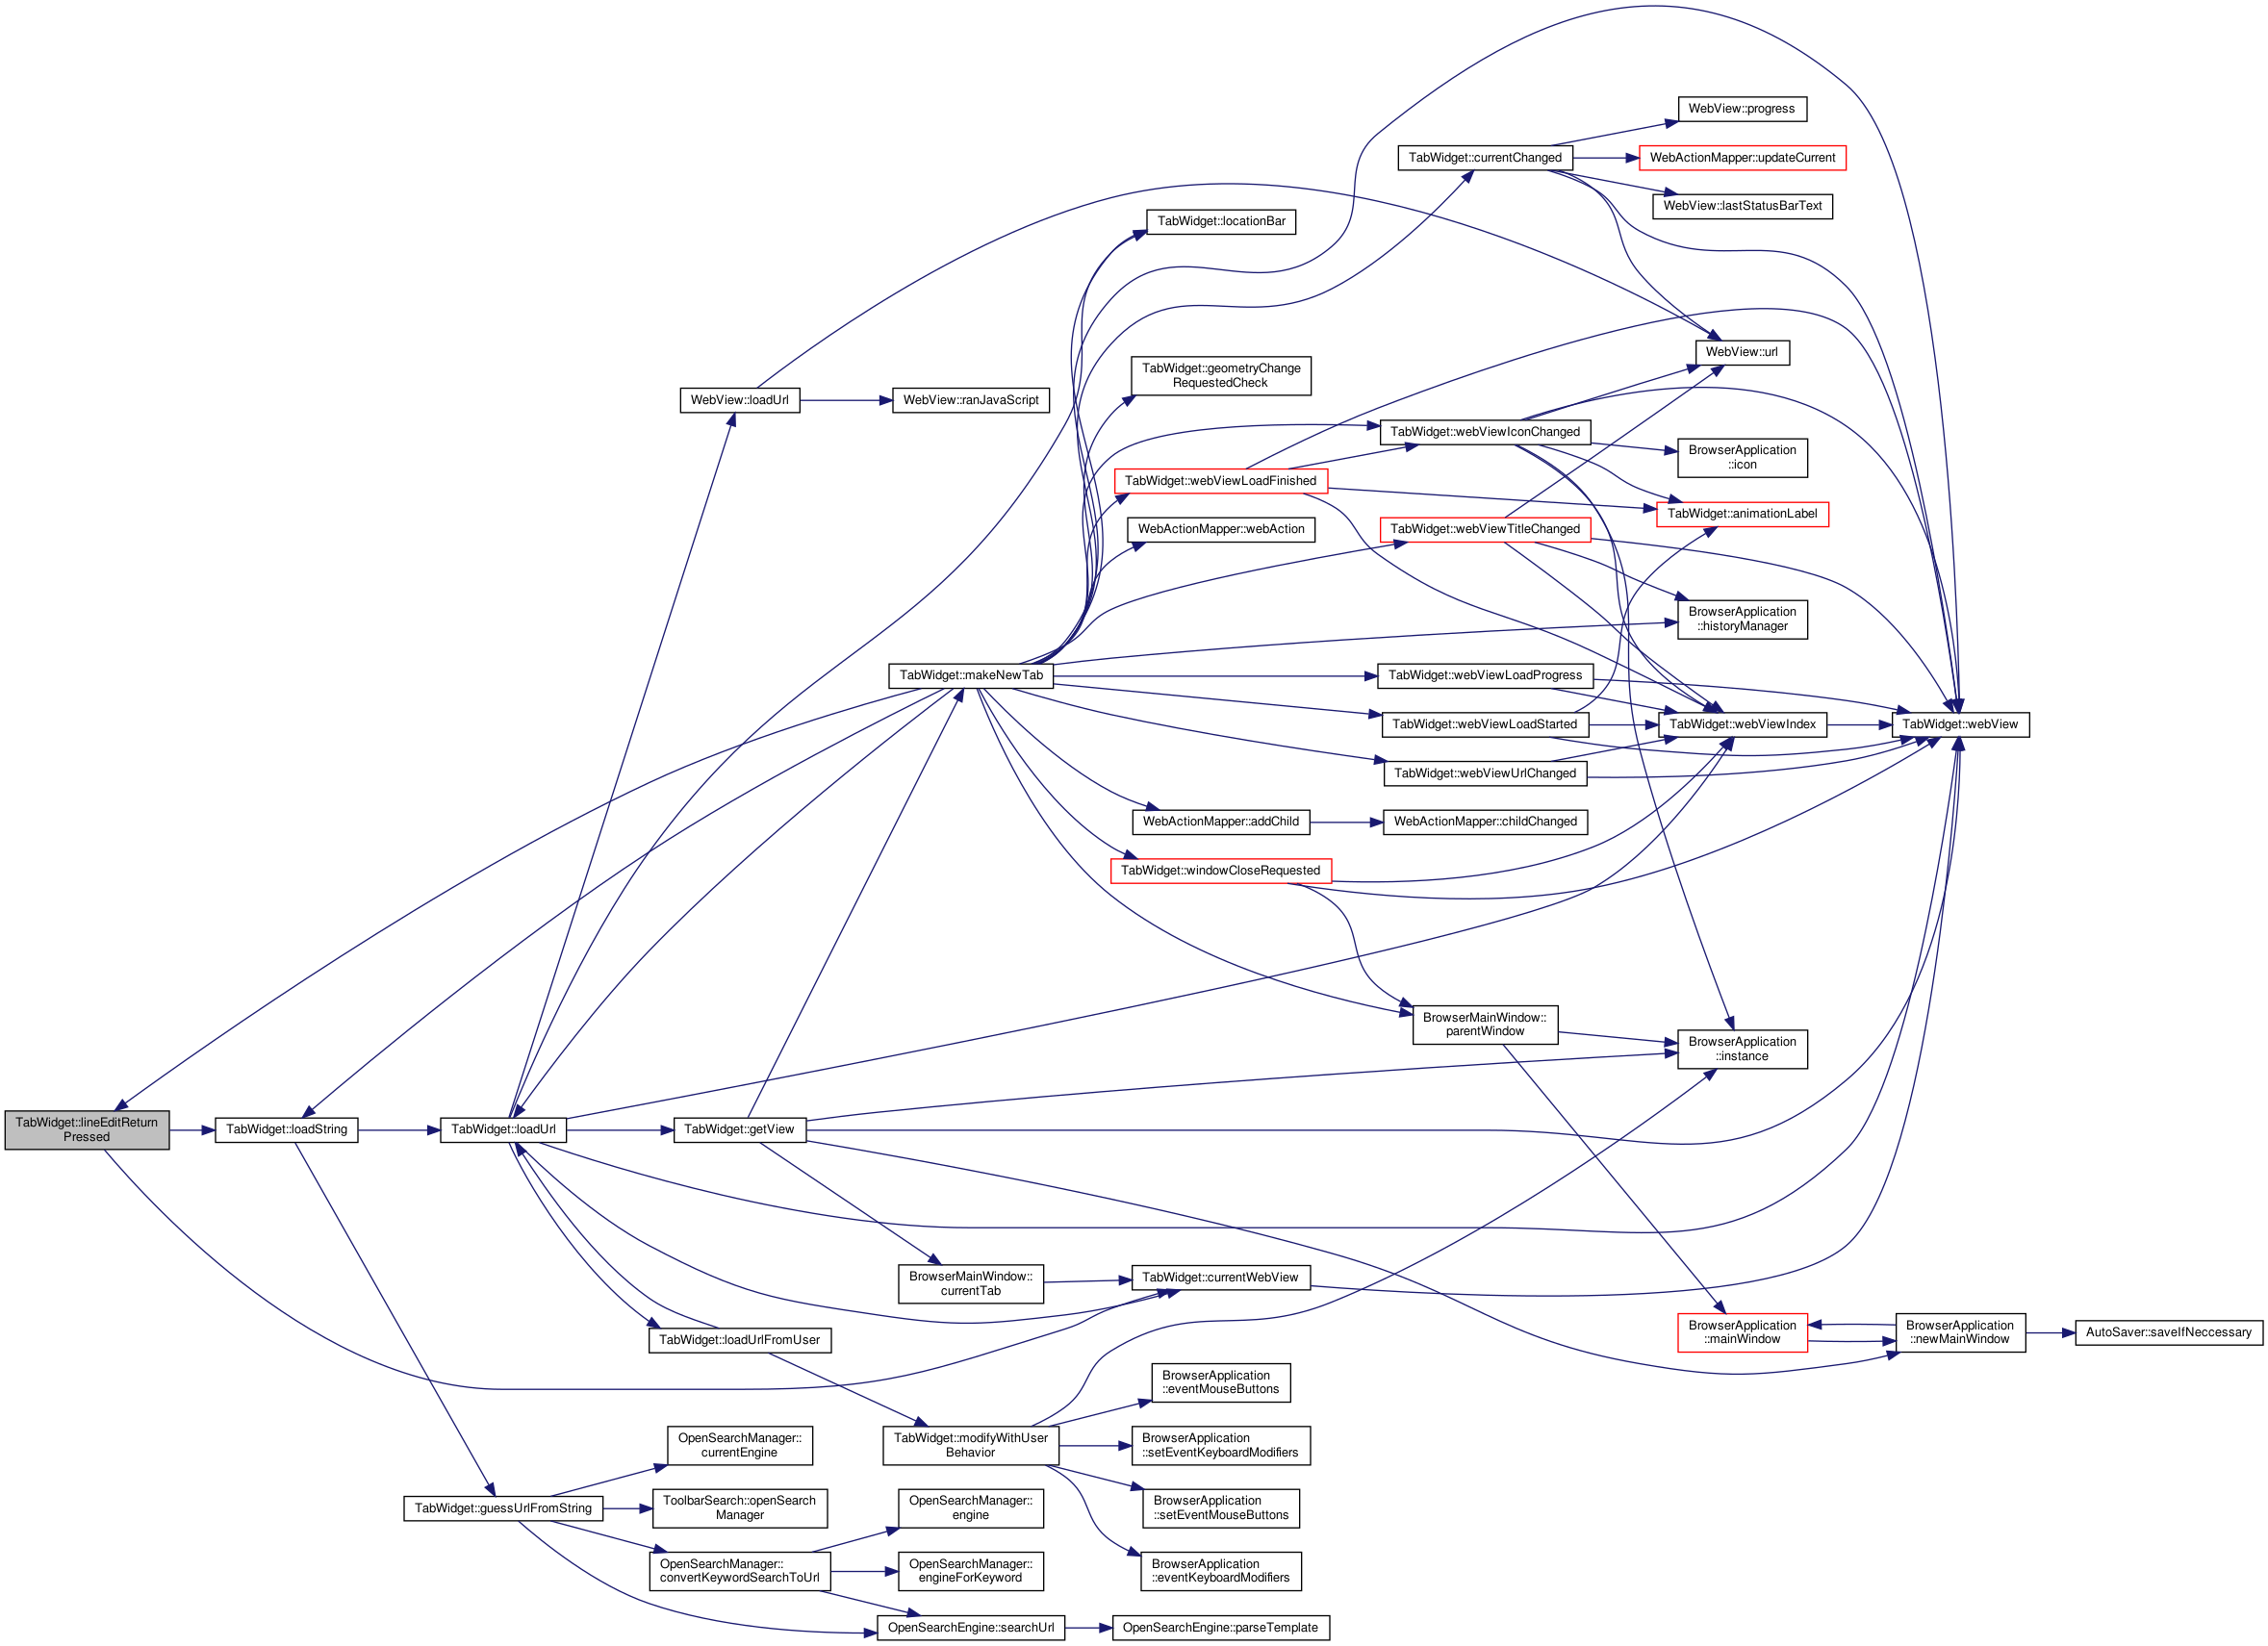 WebView::progress
TabWidget::currentChanged
WebActionMapper::updateCurrent
WebView::lastStatusBarText
TabWidget::locationBar
WebView::url
TabWidget::geometryChange
RequestedCheck
WebView::loadUrl
WebView::ranJavaScript
TabWidget::webViewIconChanged
BrowserApplication
::icon
TabWidget::webViewLoadFinished
TabWidget::animationLabel
WebActionMapper::webAction
TabWidget::webViewTitleChanged
BrowserApplication
::historyManager
TabWidget::makeNewTab
TabWidget::webViewLoadProgress
TabWidget::webViewLoadStarted
TabWidget::webViewIndex
TabWidget::webView
TabWidget::webViewUrlChanged
WebActionMapper::addChild
WebActionMapper::childChanged
TabWidget::windowCloseRequested
BrowserMainWindow::
parentWindow
BrowserApplication
::instance
TabWidget::lineEditReturn
Pressed
TabWidget::loadString
TabWidget::loadUrl
TabWidget::getView
BrowserMainWindow::
currentTab
TabWidget::currentWebView
TabWidget::loadUrlFromUser
BrowserApplication
::mainWindow
BrowserApplication
::newMainWindow
AutoSaver::saveIfNeccessary
BrowserApplication
::eventMouseButtons
TabWidget::modifyWithUser
Behavior
BrowserApplication
::setEventKeyboardModifiers
OpenSearchManager::
currentEngine
TabWidget::guessUrlFromString
ToolbarSearch::openSearch
Manager
OpenSearchManager::
engine
BrowserApplication
::setEventMouseButtons
OpenSearchManager::
convertKeywordSearchToUrl
OpenSearchManager::
engineForKeyword
BrowserApplication
::eventKeyboardModifiers
OpenSearchEngine::searchUrl
OpenSearchEngine::parseTemplate